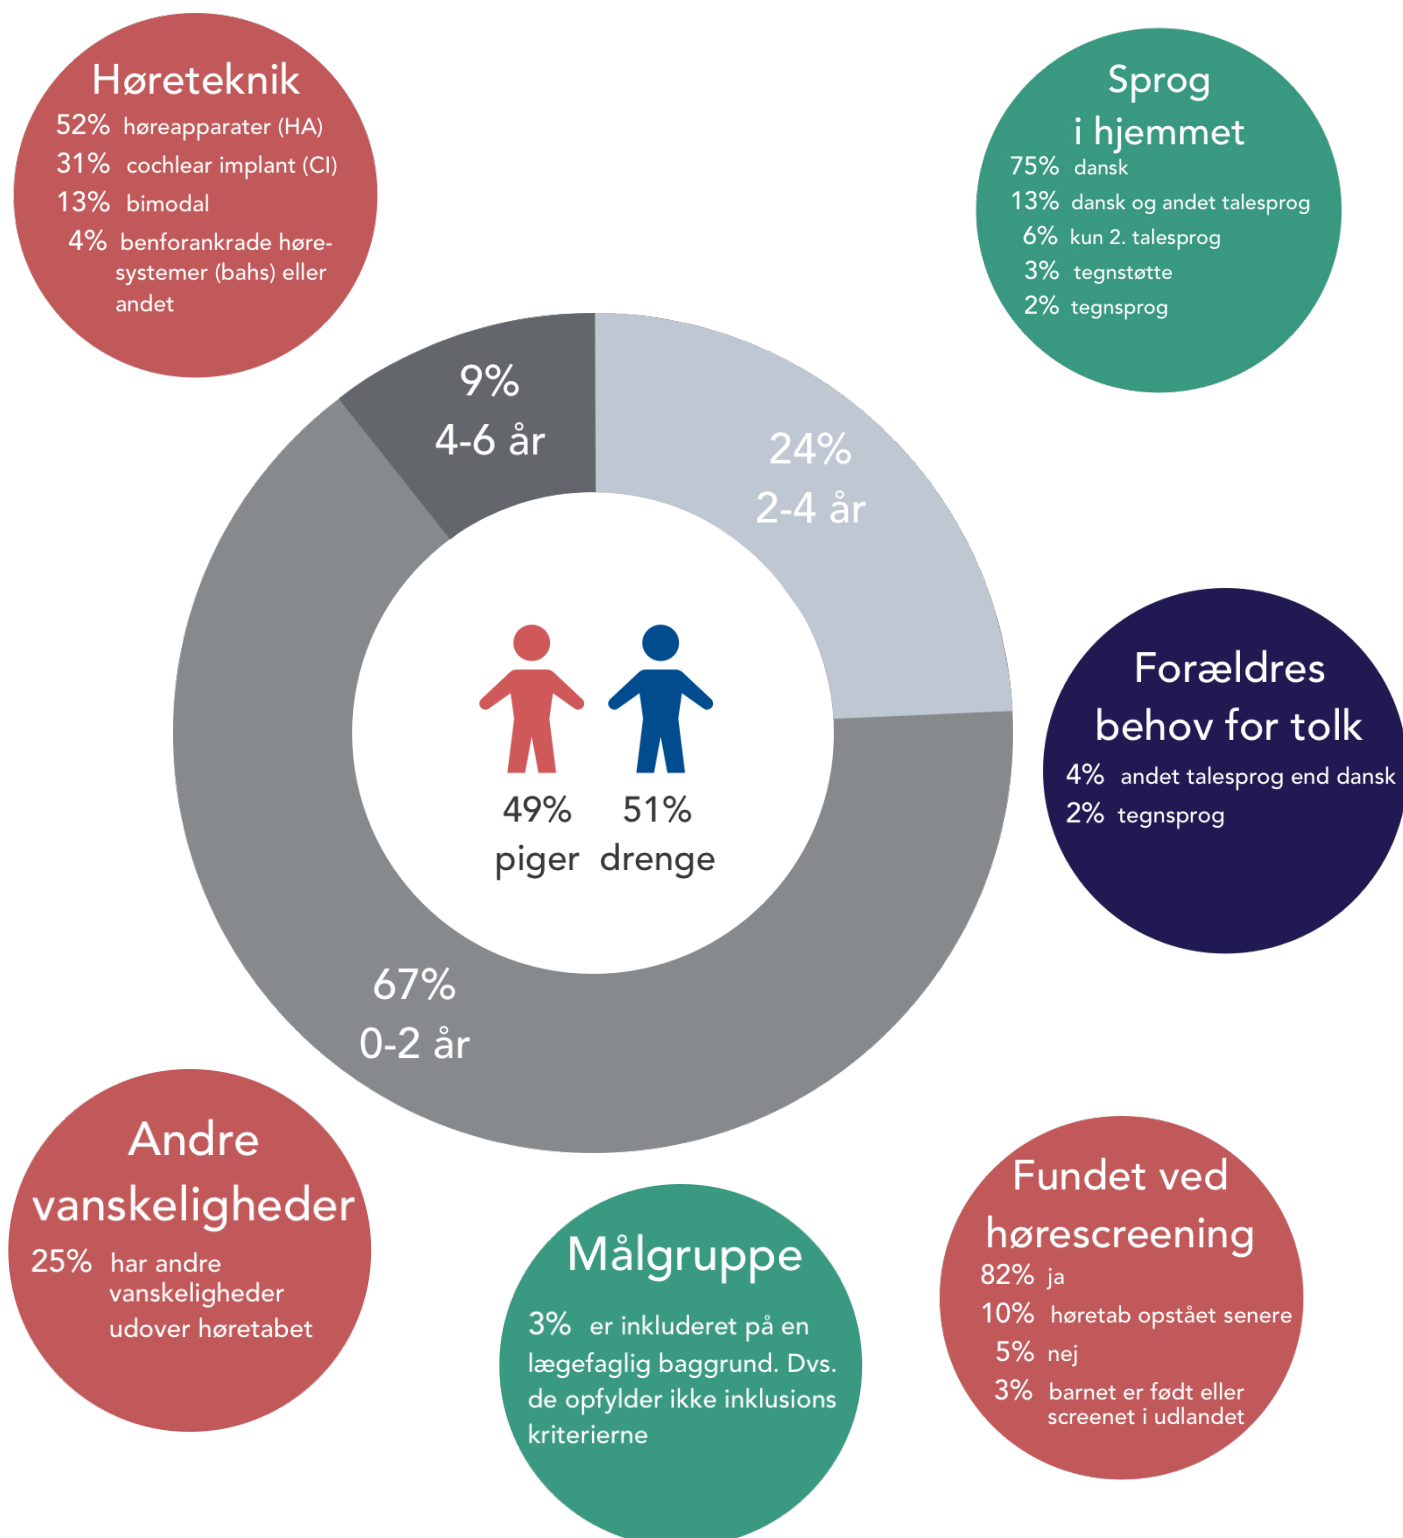 Høreteknik
52% høreapparater (HA)
31% cochlear implant (CI)
13% bimodal
4% benforankrade høre-
systemer (bahs) eller
andet
Sprog
i hjemmet
75% dansk
13% dansk og andet talesprog
6% kun 2. talesprog
3% tegnstøtte
2% tegnsprog
9%
4-6 år
24%
2-4 år
49%
piger
51%
drenge
67%
0-2 år
Forældres
behov for tolk
4% andet talesprog end dansk
2% tegnsprog
Andre
vanskeligheder
25% har andre
vanskeligheder
udover høretabet
Målgruppe
3% er inkluderet på en
lægefaglig baggrund. Dvs.
de opfylder ikke inklusions
kriterierne
Fundet ved
hørescreening
82% ja
10% høretab opstået senere
5% nej
3% barnet er født eller
screenet i udlandet